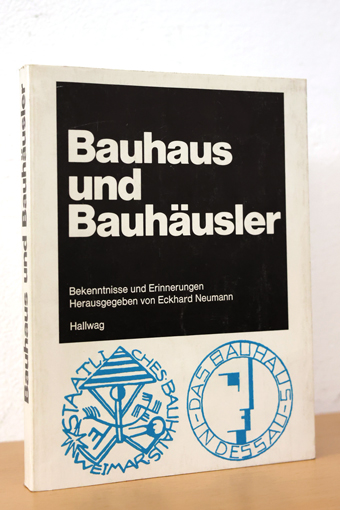 Bauhaus
und
Bauhäusler
Bekenntnisse und Erinnerungen
Herausgegeben von Eckhard Neumann
Hallwag
STAATLICHES·BAUHAUS·WEIMAR
DAS BAUHAUS
IN DESSAU
Bauhaus und Bauhäusler